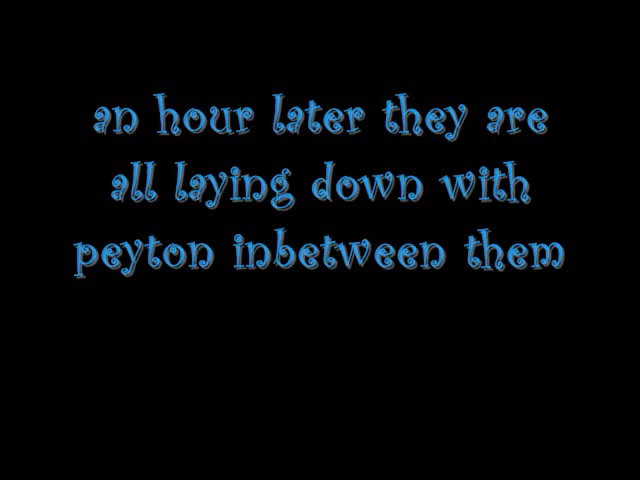 an hour later they are
all laying down with
peyton inbetween them